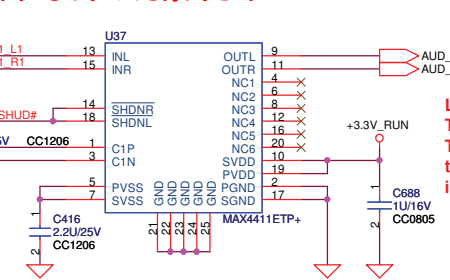 U37
1_L1
1_R1
13
15
INL
INR
OUTL
OUTR
9
11
AUD_
AUD_
NC1
NC2
NC3
NC4
NC5
NC6
4
6
8
12
16
20
SHUD#
14
18
SHDNR
SHDNL
5V
CC1206
1
3
C1P
C1N
SVDD
PVDD
10
19
+3.3V_RUN
5
7
PVSS
SVSS
GND
GND
GND
GND
GND
PGND
SGND
2
17
21
22
23
24
25
MAX4411ETP+
1
2
C416
2.2U/25V
CC1206
1
2
C688
1U/16V
CC0805
L
T
T
t
i